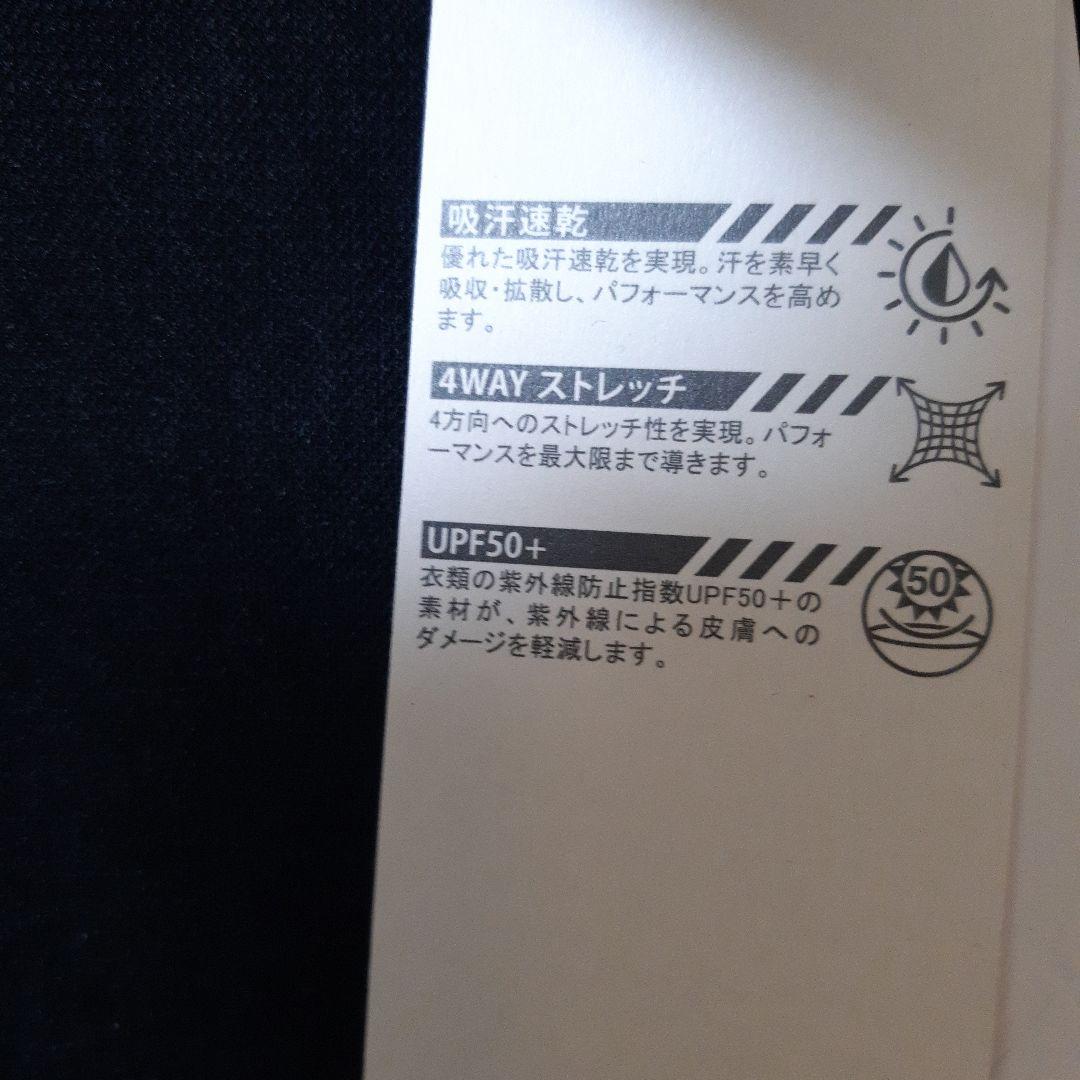 吸汗速乾
優れた吸汗速乾を実現。汗を素早く
吸収・拡散し、パフォーマンスを高め
ます。
4WAY ストレッチ
4方向へのストレッチ性を実現。パフォ
ーマンスを最大限まで導きます。
UPF50+
50
衣類の紫外線防止指数UPF50+の
素材が、紫外線による皮膚への
ダメージを軽減します。